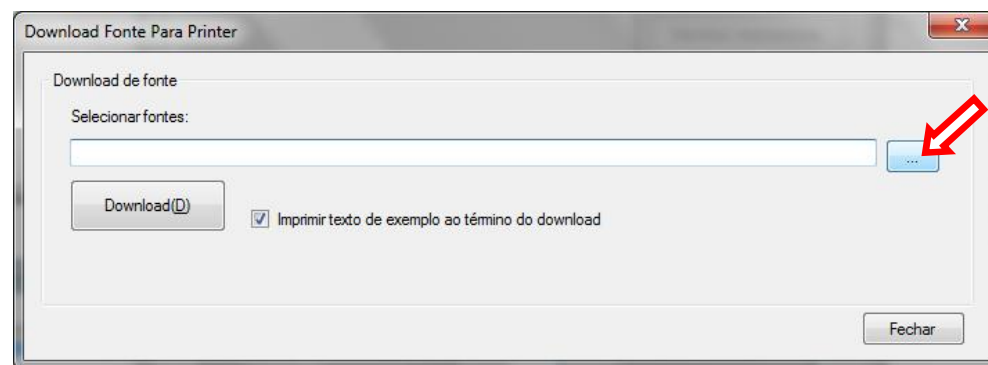 Download Fonte Para Printer
Download de fonte
Selecionar fontes:
...
Download(D)
Imprimir texto de exemplo ao término do download
Fechar